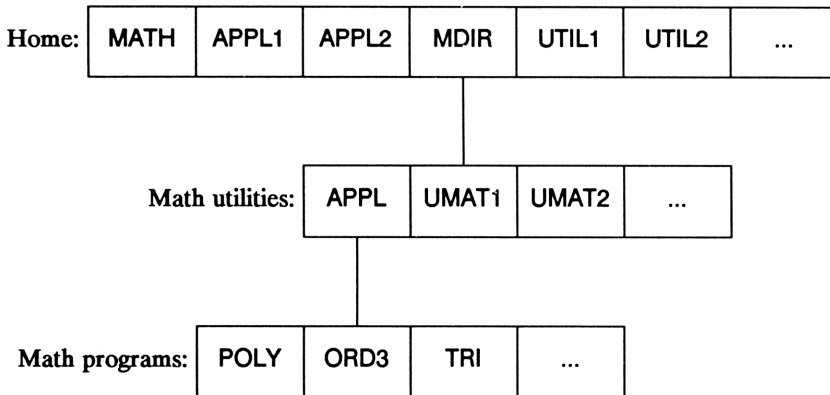 Home: MATH APPL1 APPL2 MDIR UTIL1 UTIL2 ...
Math utilities: APPL UMAT1 UMAT2 ...
Math programs: POLY ORD3 TRI ...